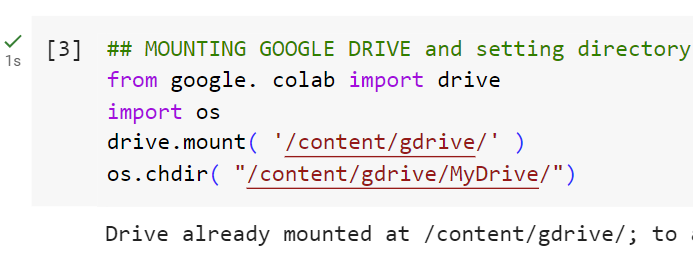 [3] ## MOUNTING GOOGLE DRIVE and setting directory
1s
from google. colab import drive
import os
drive.mount( '/content/gdrive/' )
os.chdir( "/content/gdrive/MyDrive/")
Drive already mounted at /content/gdrive/; to